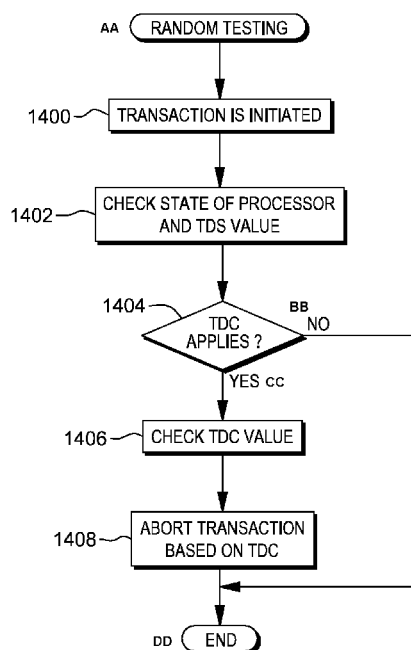 AA RANDOM TESTING
1400 TRANSACTION IS INITIATED
1402 CHECK STATE OF PROCESSOR
AND TDS VALUE
1404 TDC
APPLIES ?
BB
NO
YES CC
1406 CHECK TDC VALUE
1408 ABORT TRANSACTION
BASED ON TDC
DD END